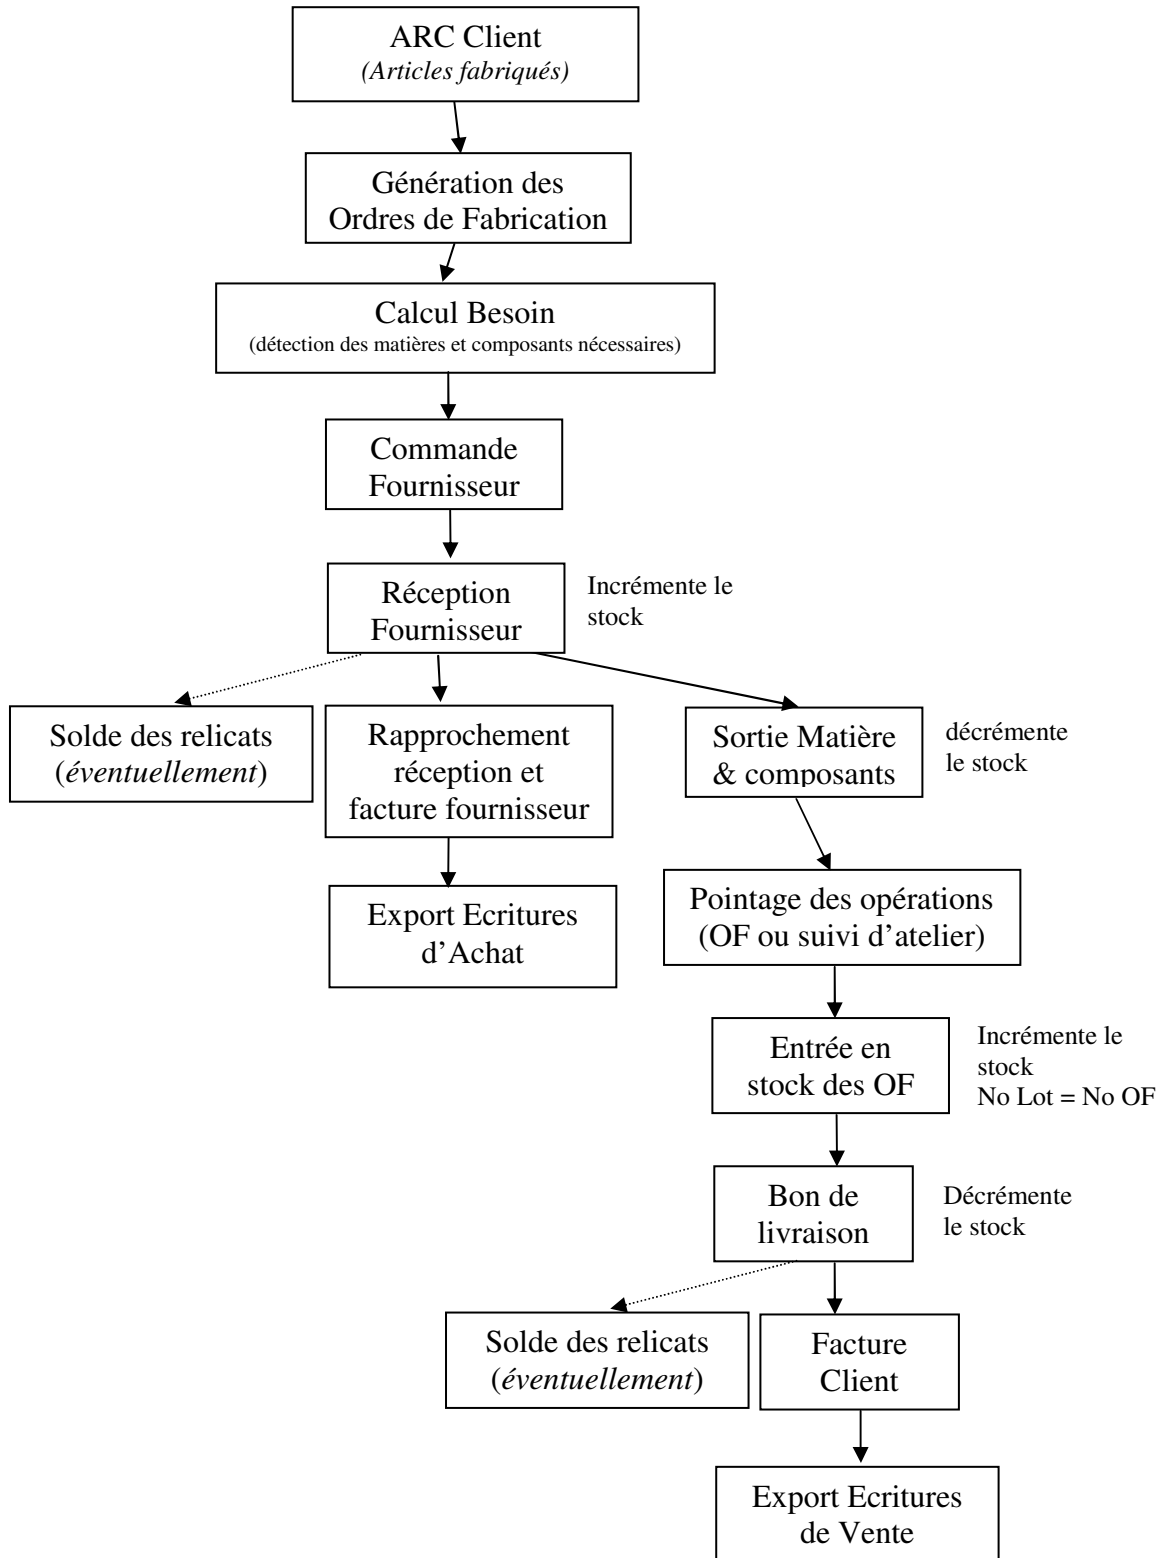 ARC Client
(Articles fabriqués)
Génération des
Ordres de Fabrication
Calcul Besoin
(détection des matières et composants nécessaires)
Commande
Fournisseur
Réception
Fournisseur
Incrémente le
stock
Solde des relicats
(éventuellement)
Rapprochement
réception et
facture fournisseur
Sortie Matière
& composants
décrémente
le stock
Export Ecritures
d’Achat
Pointage des opérations
(OF ou suivi d’atelier)
Entrée en
stock des OF
Incrémente le
stock
No Lot = No OF
Bon de
livraison
Décrémente
le stock
Solde des relicats
(éventuellement)
Facture
Client
Export Ecritures
de Vente